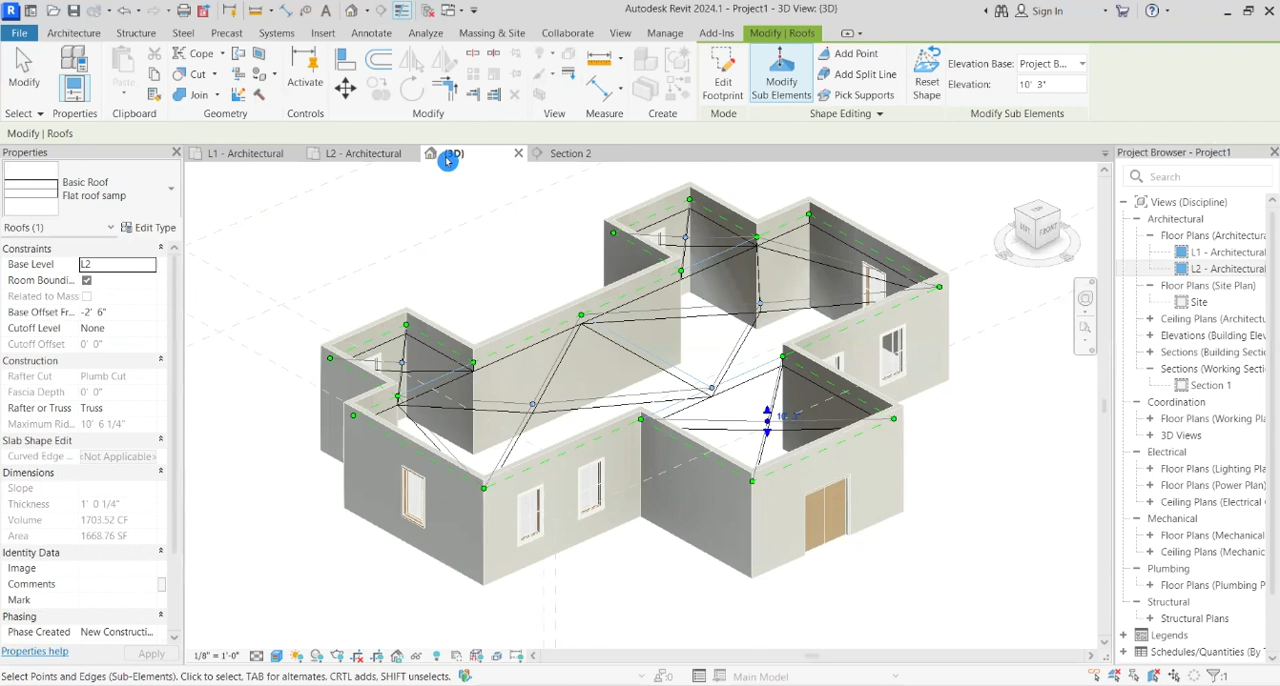 Autodesk Revit 2024.1 - Project1 - 3D View: {3D}
Sign In
File Architecture Structure Steel Precast Systems Insert Annotate Analyze Massing & Site Collaborate View Manage Add-Ins Modify | Roofs
Modify
Select
Properties
Paste
Clipboard
Cope
Cut
Join
Geometry
Activate
Controls
Modify
View
Measure
Create
Edit Footprint
Mode
Modify Sub Elements
Add Point
Add Split Line
Pick Supports
Shape Editing
Reset Shape
Elevation Base: Project B...
Elevation: 10' 3"
Modify Sub Elements
Modify | Roofs
Properties
L1 - Architectural
L2 - Architectural
Section 2
Project Browser - Project1
Basic Roof
Flat roof samp
Roofs (1)
Edit Type
Constraints
Base Level L2
Room Boundi...
Related to Mass
Base Offset Fr... -2' 6"
Cutoff Level None
Cutoff Offset 0' 0"
Construction
Rafter Cut Plumb Cut
Fascia Depth 0' 0"
Rafter or Truss Truss
Maximum Rid... 10' 6 1/4"
Slab Shape Edit
Curved Edge ... <Not Applicable>
Dimensions
Slope
Thickness 1' 0 1/4"
Volume 1703.52 CF
Area 1668.76 SF
Identity Data
Image
Comments
Mark
Phasing
Phase Created New Constructi...
Properties help
Apply
FRONT
Search
Views (Discipline)
Architectural
Floor Plans (Architectura
L1 - Architectural
L2 - Architectural
Floor Plans (Site Plan)
Site
Ceiling Plans (Architectu
Elevations (Building Elev
Sections (Building Secti
Sections (Working Secti
Section 1
Coordination
Floor Plans (Working Pl
3D Views
Electrical
Floor Plans (Lighting Pla
Floor Plans (Power Plan)
Ceiling Plans (Electrical
Mechanical
Floor Plans (Mechanica
Ceiling Plans (Mechanic
Plumbing
Floor Plans (Plumbing P
Structural
Structural Plans
Legends
Schedules/Quantities (By T
1/8" = 1'-0"
Select Points and Edges (Sub-Elements). Click to select, TAB for alternates. CRTL adds, SHIFT unselects.
:0
Main Model
:1